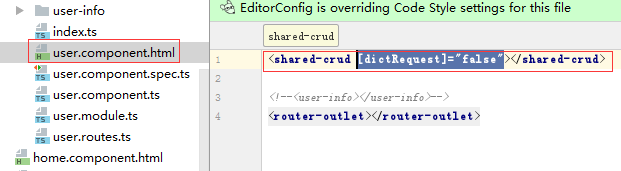 user-info
index.ts
user.component.html
user.component.spec.ts
user.component.ts
user.module.ts
user.routes.ts
home.component.html
EditorConfig is overriding Code Style settings for this file
shared-crud
1 <shared-crud [dictRequest]="false"></shared-crud>
2
3 <!--<user-info></user-info>-->
4 <router-outlet></router-outlet>